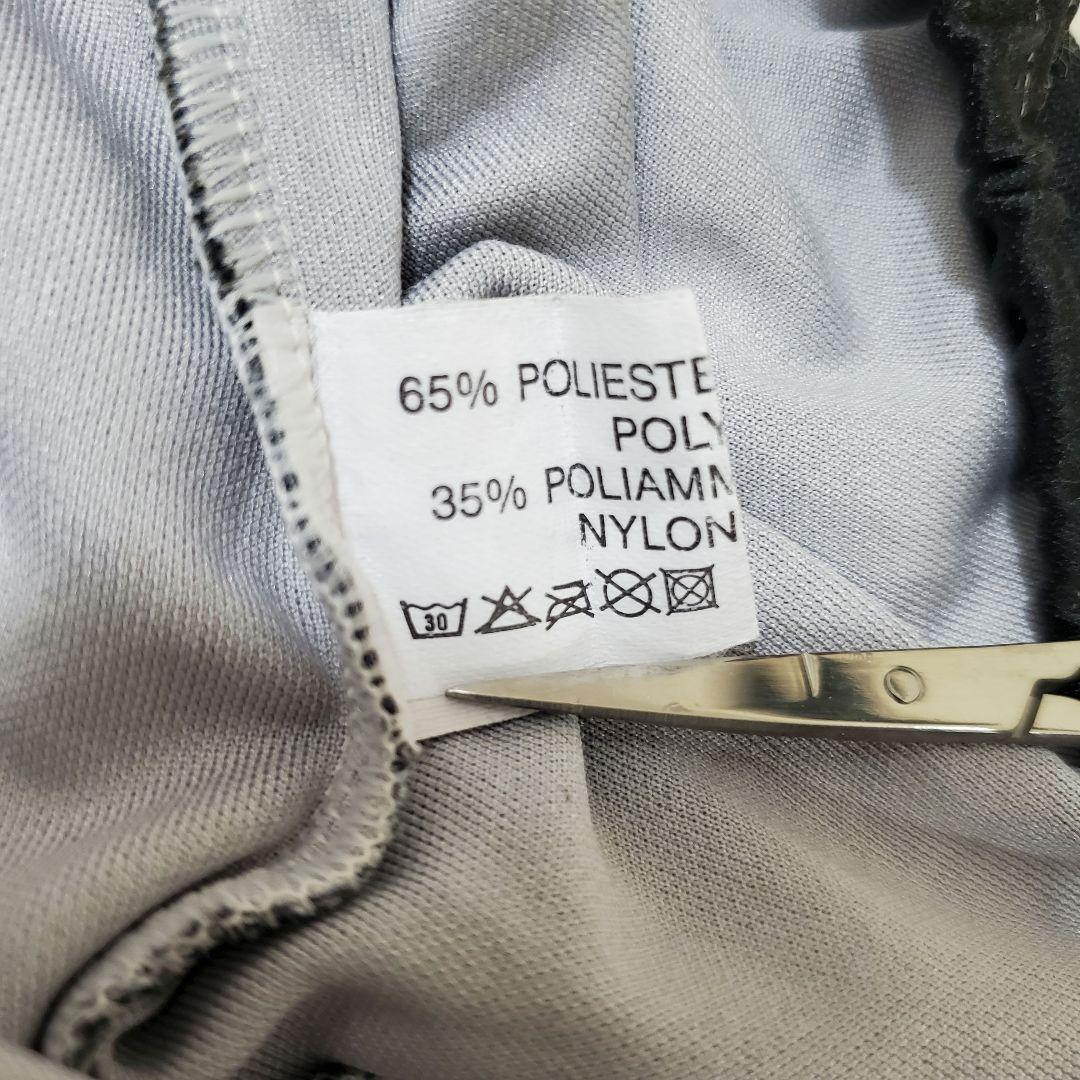 65% POLIESTE
POLY
35% POLIAMM
NYLON
30